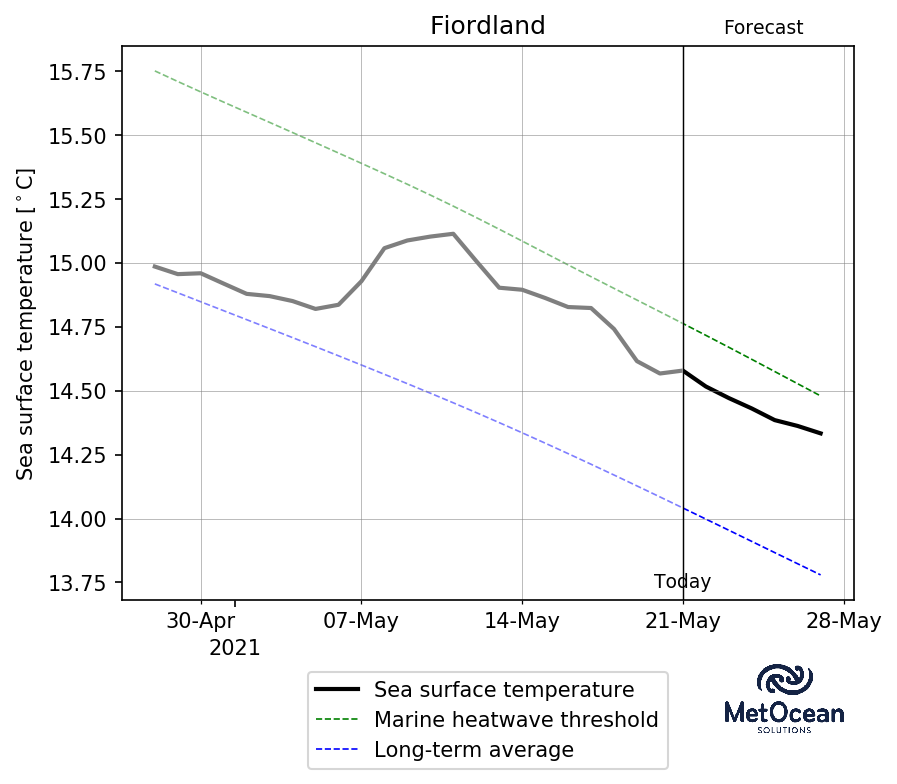 Fiordland
Forecast
Sea surface temperature [°C]
15.75
15.50
15.25
15.00
14.75
14.50
14.25
14.00
13.75
Today
30-Apr
07-May
14-May
21-May
28-May
2021
Sea surface temperature
Marine heatwave threshold
Long-term average
MetOcean
SOLUTIONS